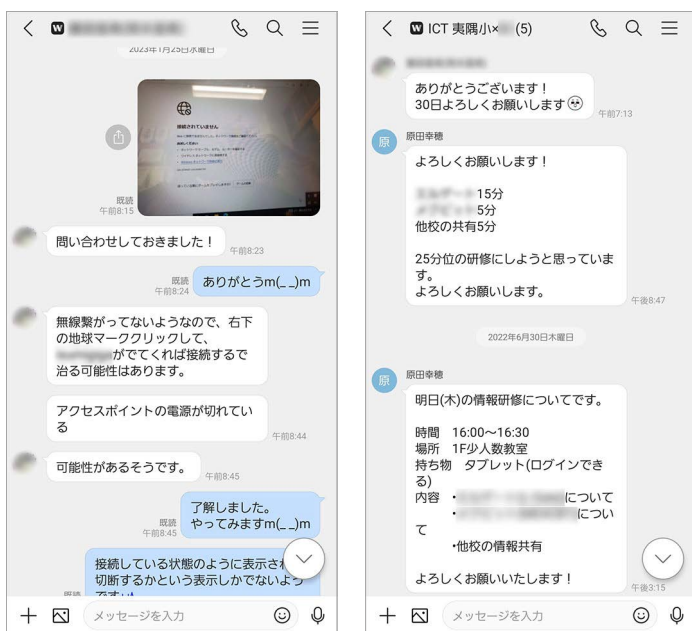 2023年1月25日水曜日
接続されていません
既読
午前8:15
問い合わせしておきました！
午前8:23
既読
午前8:24
ありがとうm(_ _)m
無線繋がってないようなので、右下
の地球マーククリックして、
がでてくれば接続するで
治る可能性はあります。
アクセスポイントの電源が切れてい
る
午前8:44
可能性があるそうです。
午前8:45
了解しました。
やってみますm(_ _)m
既読
午前8:45
接続している状態のように表示され
切断するかという表示しかでないよう
メッセージを入力
W ICT 夷隅小×
(5)
ありがとうございます！
30日よろしくお願いします
午前7:13
原
原田幸穂
よろしくお願いします！
15分
5分
他校の共有5分
25分位の研修にしようと思っていま
す。
よろしくお願いします。
午後8:47
2022年6月30日木曜日
原
原田幸穂
明日(木)の情報研修についてです。
時間　16:00〜16:30
場所　1F少人数教室
持ち物　タブレット(ログインでき
る)
内容　・
について
・
につい
て
・他校の情報共有
よろしくお願いいたします！
午後3:15
メッセージを入力